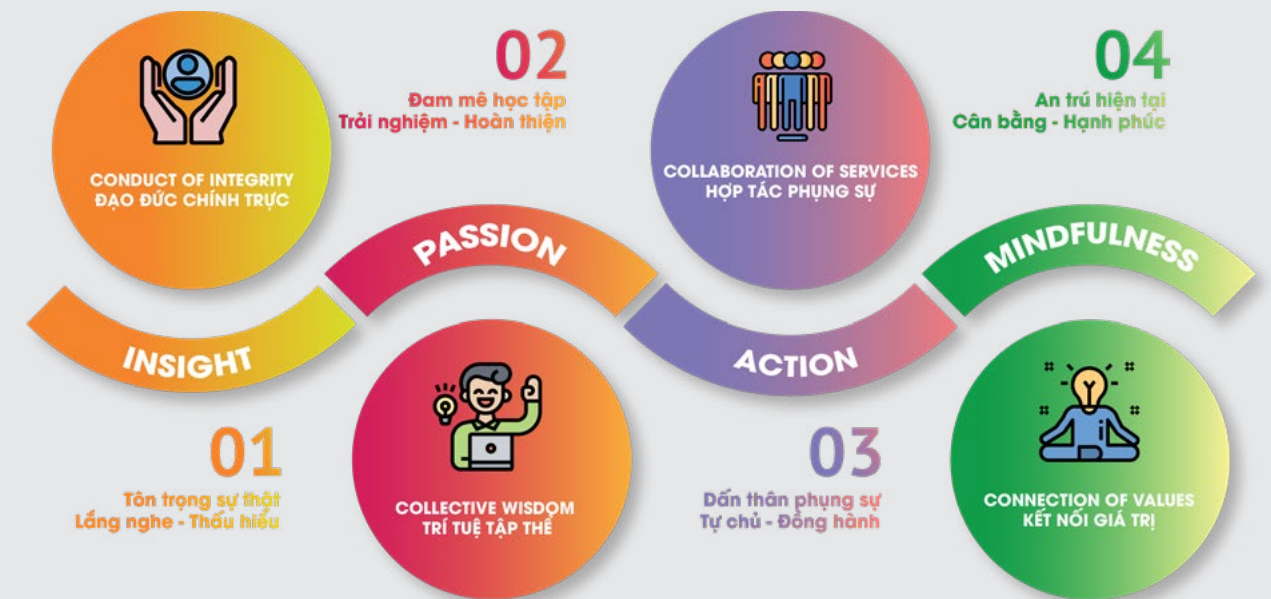 CONDUCT OF INTEGRITY
ĐẠO ĐỨC CHÍNH TRỰC
INSIGHT
01
Tôn trọng sự thật
Lắng nghe - Thấu hiểu
02
Đam mê học tập
Trải nghiệm - Hoàn thiện
PASSION
COLLECTIVE WISDOM
TRÍ TUỆ TẬP THỂ
COLLABORATION OF SERVICES
HỢP TÁC PHỤNG SỰ
ACTION
03
Dấn thân phụng sự
Tự chủ - Đồng hành
04
An trú hiện tại
Cân bằng - Hạnh phúc
MINDFULNESS
CONNECTION OF VALUES
KẾT NỐI GIÁ TRỊ